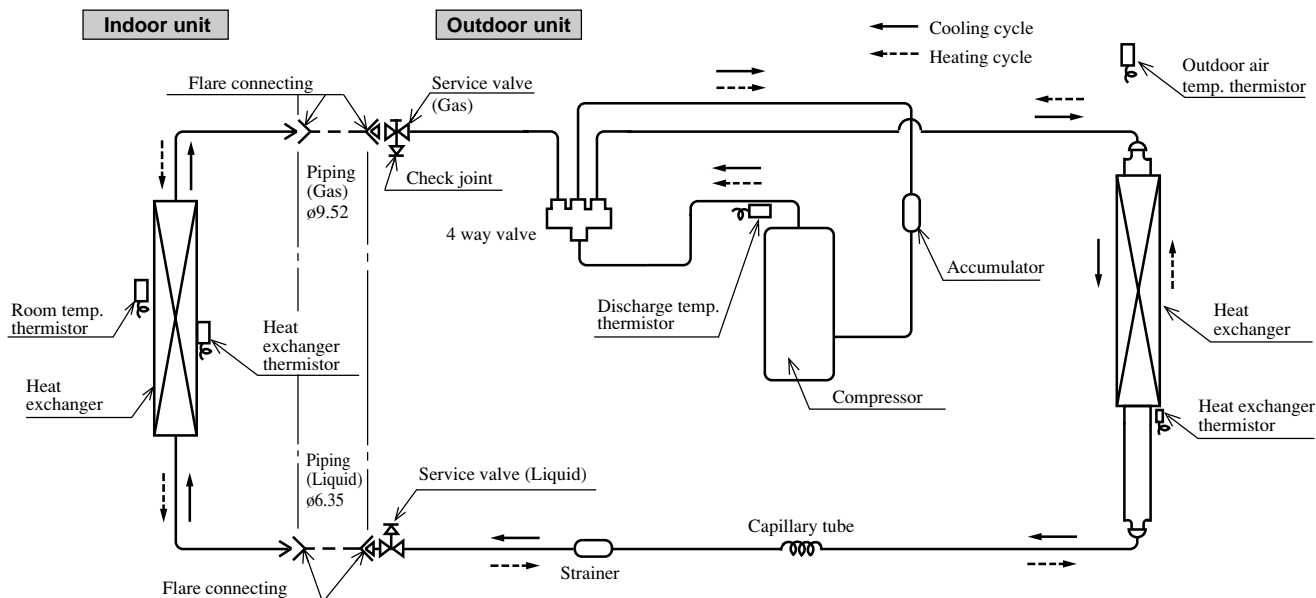 Indoor unit
Outdoor unit
Cooling cycle
Heating cycle
Outdoor air
temp. thermistor
Flare connecting
Service valve
(Gas)
Check joint
Piping
(Gas)
ø9.52
4 way valve
Accumulator
Discharge temp.
thermistor
Room temp.
thermistor
Heat
exchanger
thermistor
Heat
exchanger
Heat
exchanger
Compressor
Heat exchanger
thermistor
Piping
(Liquid)
ø6.35
Service valve (Liquid)
Capillary tube
Strainer
Flare connecting